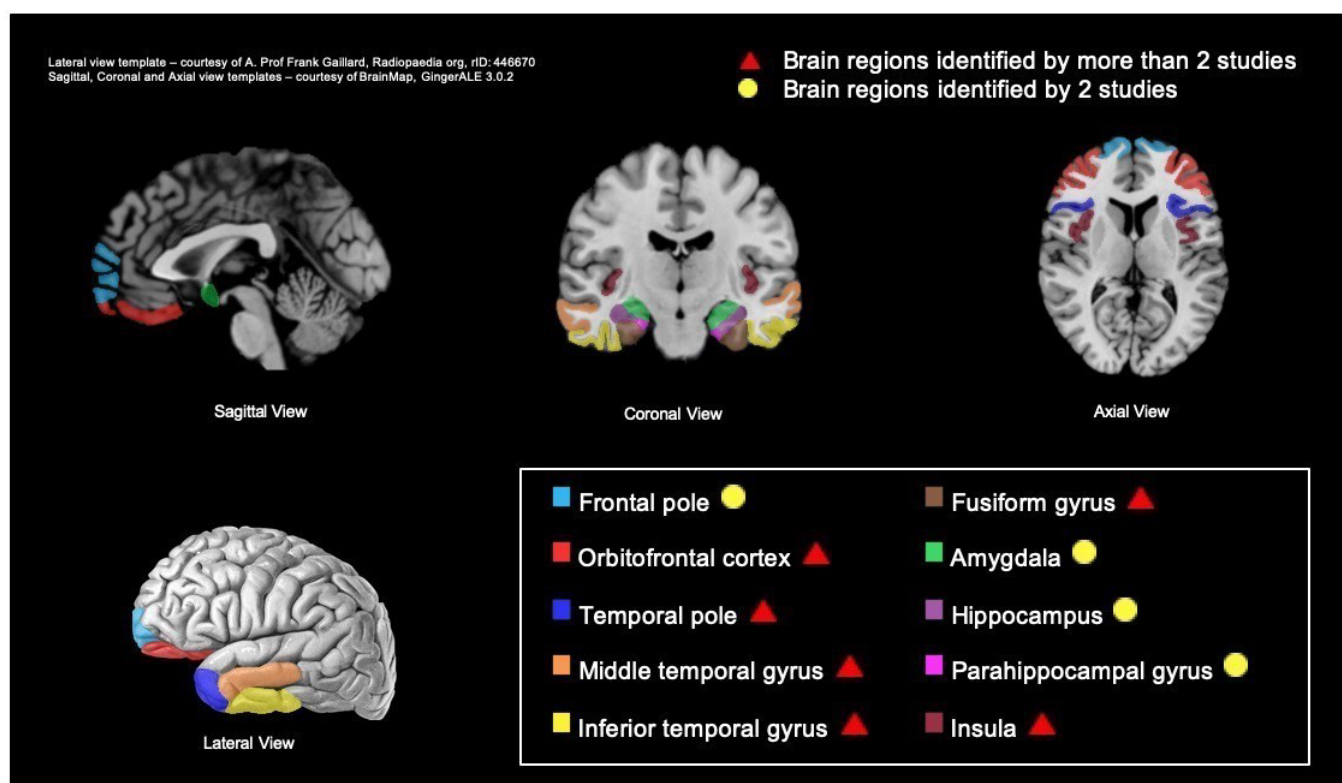 Lateral view template – courtesy of A. Prof Frank Gaillard, Radiopaedia org, rID: 446670
Sagittal, Coronal and Axial view templates – courtesy of BrainMap, GingerALE 3.0.2
Brain regions identified by more than 2 studies
Brain regions identified by 2 studies
Sagittal View
Coronal View
Axial View
Lateral View
Frontal pole
Orbitofrontal cortex
Temporal pole
Middle temporal gyrus
Inferior temporal gyrus
Fusiform gyrus
Amygdala
Hippocampus
Parahippocampal gyrus
Insula